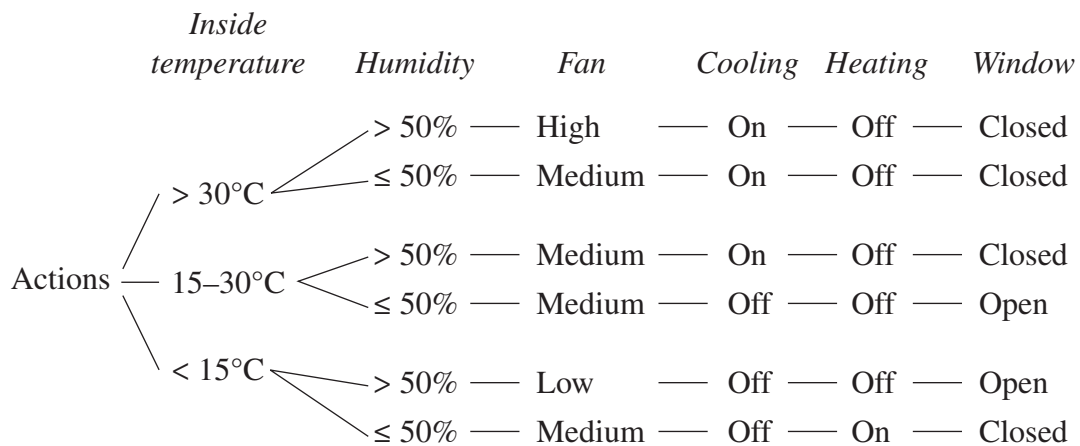 Inside
temperature Humidity Fan Cooling Heating Window
> 50% High On Off Closed
≤ 50% Medium On Off Closed
> 30°C
> 50% Medium On Off Closed
Actions 15–30°C
≤ 50% Medium Off Off Open
< 15°C
> 50% Low Off Off Open
≤ 50% Medium Off On Closed